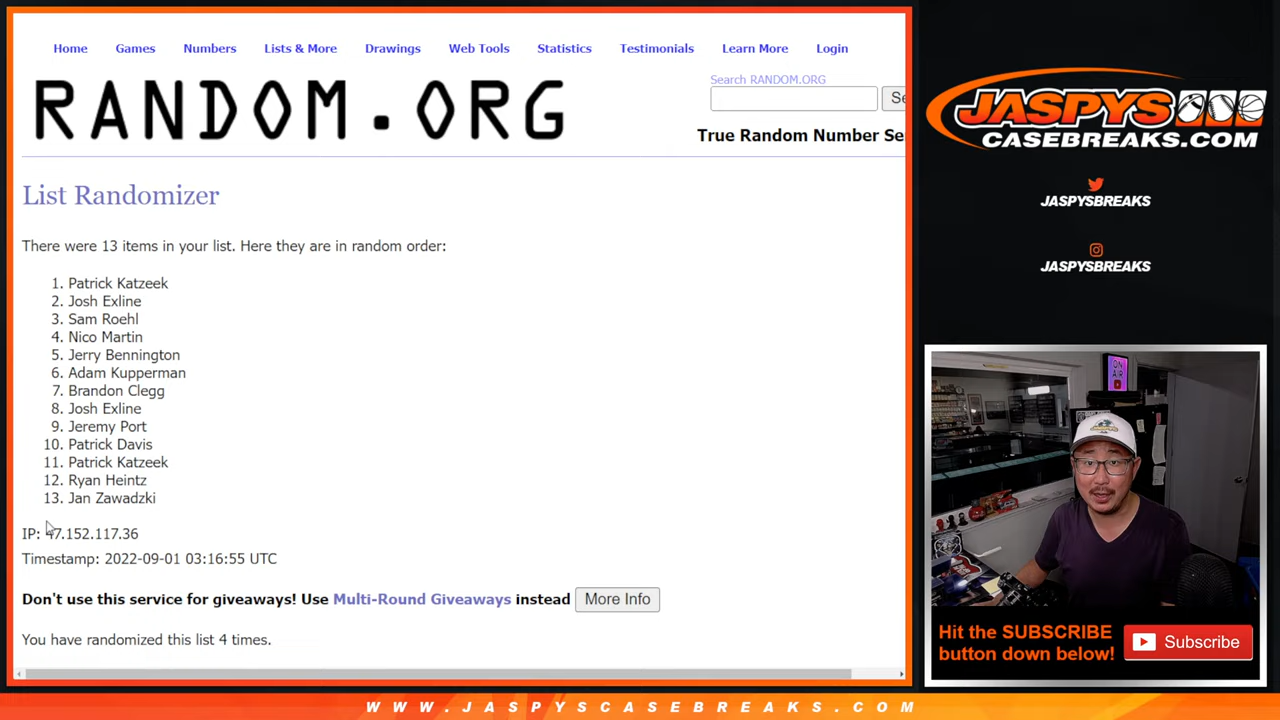 Home Games Numbers Lists & More Drawings Web Tools Statistics Testimonials Learn More Login
RANDOM.ORG
Search RANDOM.ORG
Se
True Random Number Se
List Randomizer
There were 13 items in your list. Here they are in random order:
1. Patrick Katzeek
2. Josh Exline
3. Sam Roehl
4. Nico Martin
5. Jerry Bennington
6. Adam Kupperman
7. Brandon Clegg
8. Josh Exline
9. Jeremy Port
10. Patrick Davis
11. Patrick Katzeek
12. Ryan Heintz
13. Jan Zawadzki
IP: 47.152.117.36
Timestamp: 2022-09-01 03:16:55 UTC
Don't use this service for giveaways! Use Multi-Round Giveaways instead More Info
You have randomized this list 4 times.
JASPYS
CASEBREAKS.COM
JASPYSBREAKS
JASPYSBREAKS
ON
AIR
Hit the SUBSCRIBE
button down below!
Subscribe
WWW.JASPYSCASEBREAKS.COM